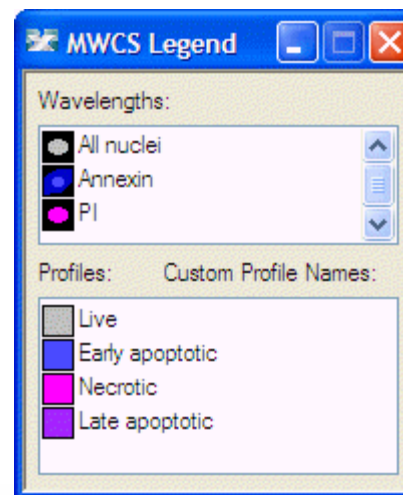 MWCS Legend
Wavelengths:
All nuclei
Annexin
PI
Profiles: Custom Profile Names:
Live
Early apoptotic
Necrotic
Late apoptotic